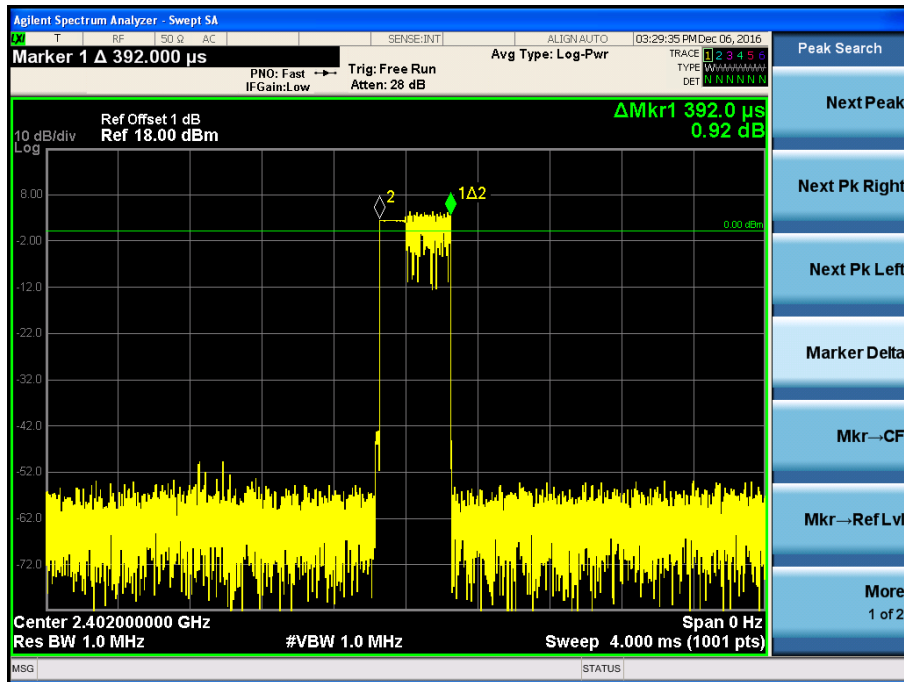 Agilent Spectrum Analyzer - Swept SA
LXI T RF 50 Ω AC SENSE:INT ALIGN AUTO 03:29:35 PM Dec 06, 2016
Marker 1 Δ 392.000 µs
PNO: Fast
IFGain:Low
Trig: Free Run
Atten: 28 dB
Avg Type: Log-Pwr
TRACE 1 2 3 4 5 6
TYPE WWWWWW
DET N N N N N N
Peak Search
Next Peak
Next Pk Right
Next Pk Left
Marker Delta
Mkr→CF
Mkr→Ref Lvl
More
1 of 2
ΔMkr1 392.0 µs
0.92 dB
10 dB/div
Log
Ref Offset 1 dB
Ref 18.00 dBm
2
1Δ2
0.00 dBm
8.00
-2.00
-12.0
-22.0
-32.0
-42.0
-52.0
-62.0
-72.0
Center 2.402000000 GHz
Span 0 Hz
Res BW 1.0 MHz
#VBW 1.0 MHz
Sweep 4.000 ms (1001 pts)
MSG
STATUS